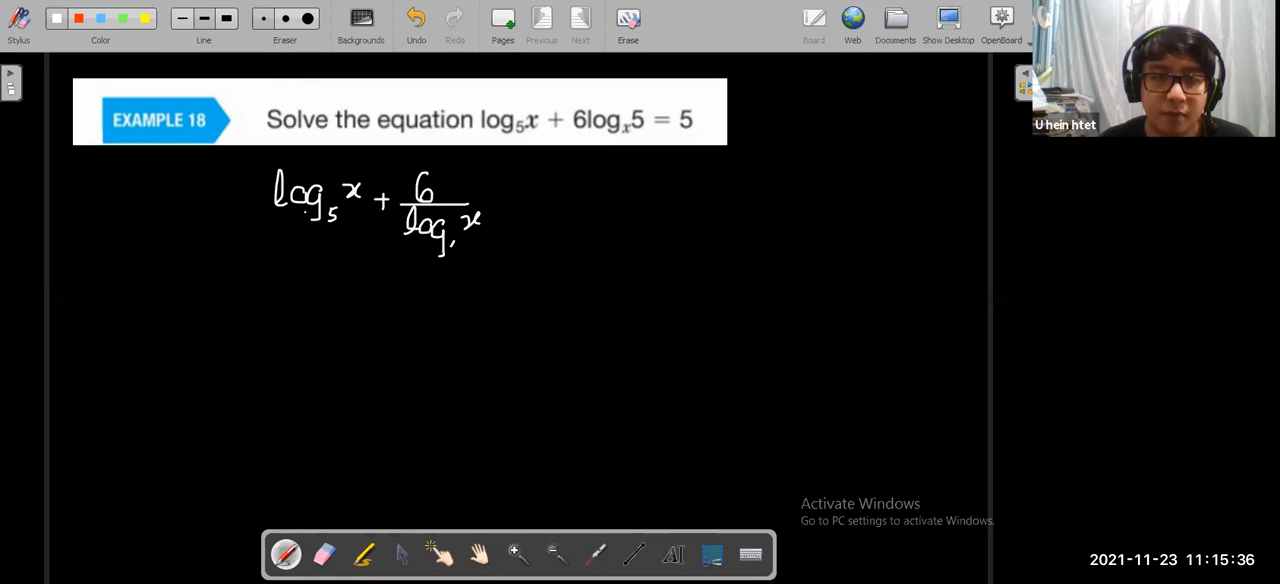 Stylus
Color
Line
Eraser
Backgrounds
Undo
Redo
Pages
Previous
Next
Erase
Board
Web
Documents
Show Desktop
OpenBoard
U hein htet
EXAMPLE 18
Solve the equation log₅x + 6logₓ5 = 5
log₅ x + 6/log x
Activate Windows
Go to PC settings to activate Windows.
AI
2021-11-23 11:15:36